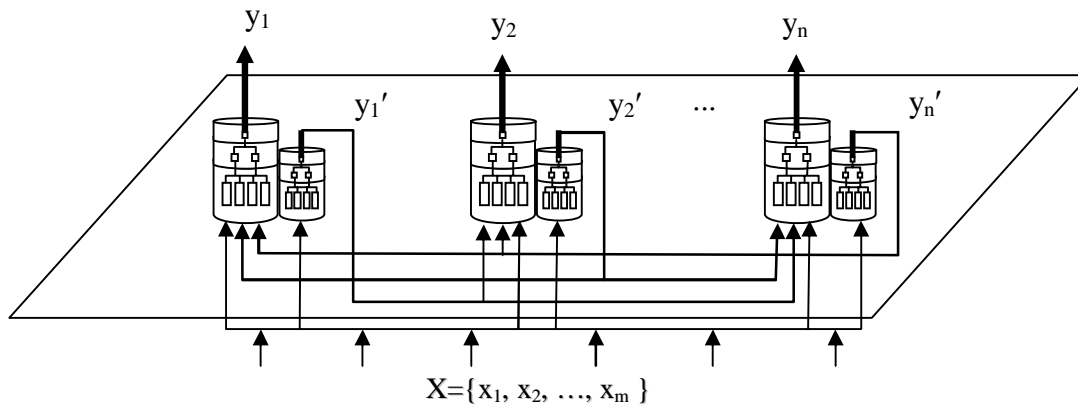 y₁ y₂ yₙ
y₁′ y₂′ ... yₙ′
X={x₁, x₂, …, xₘ }